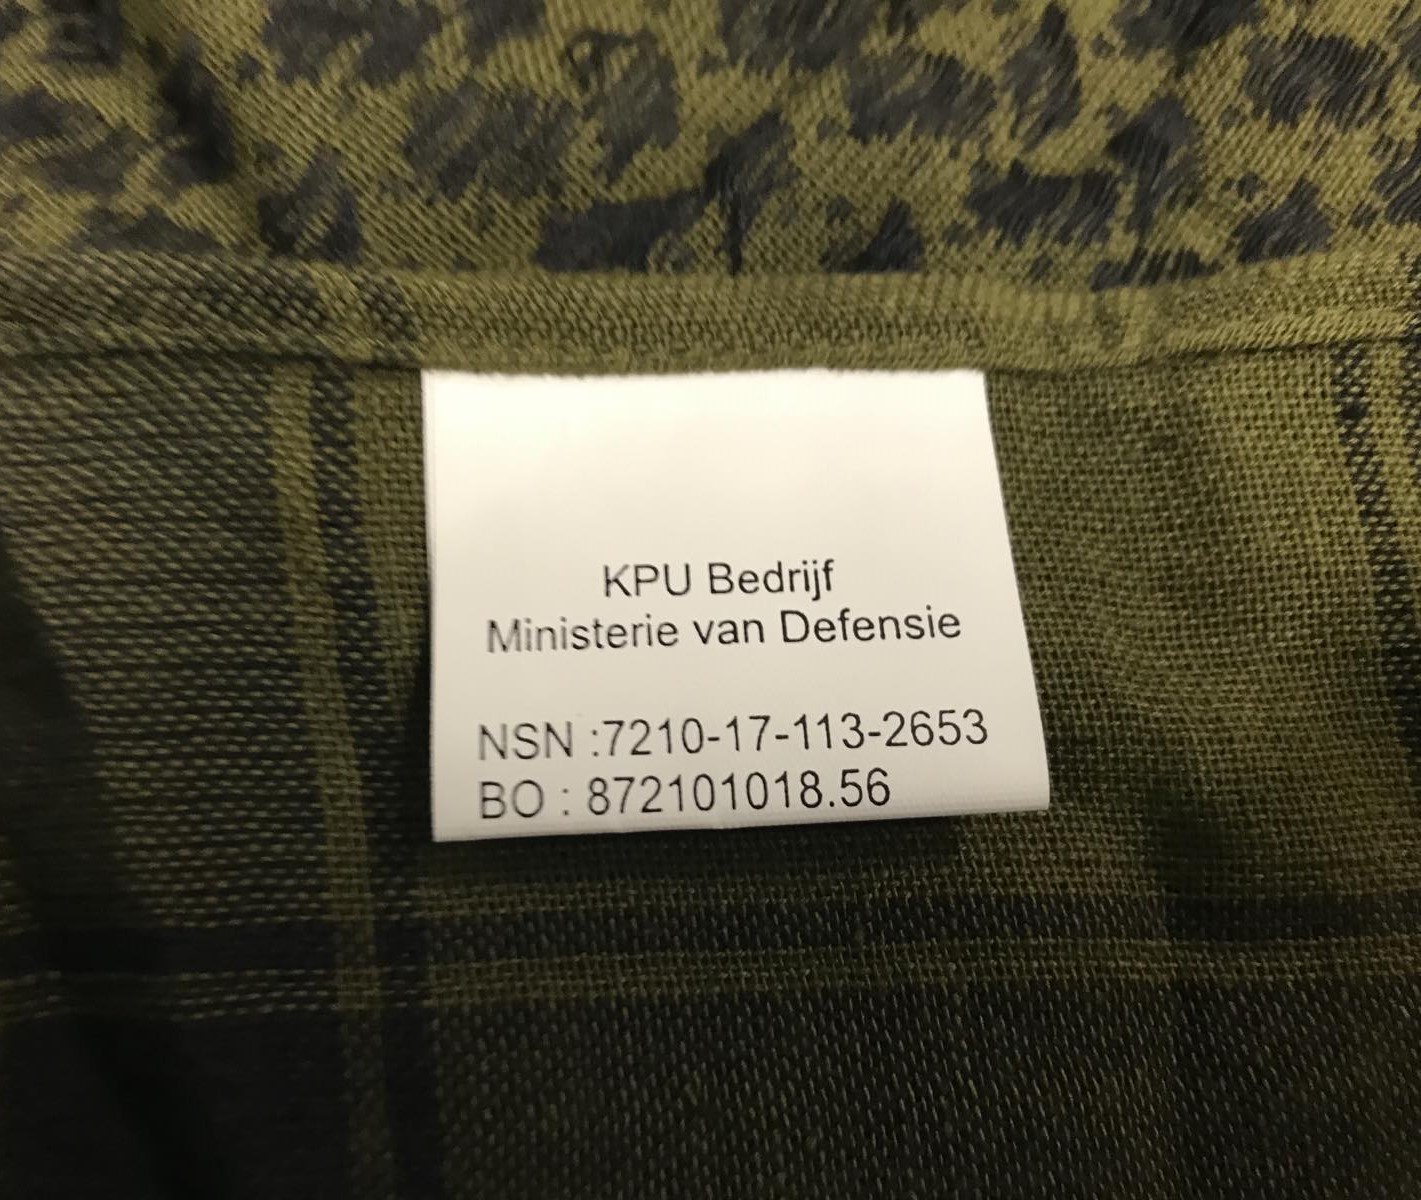 KPU Bedrijf
Ministerie van Defensie
NSN :7210-17-113-2653
BO : 872101018.56